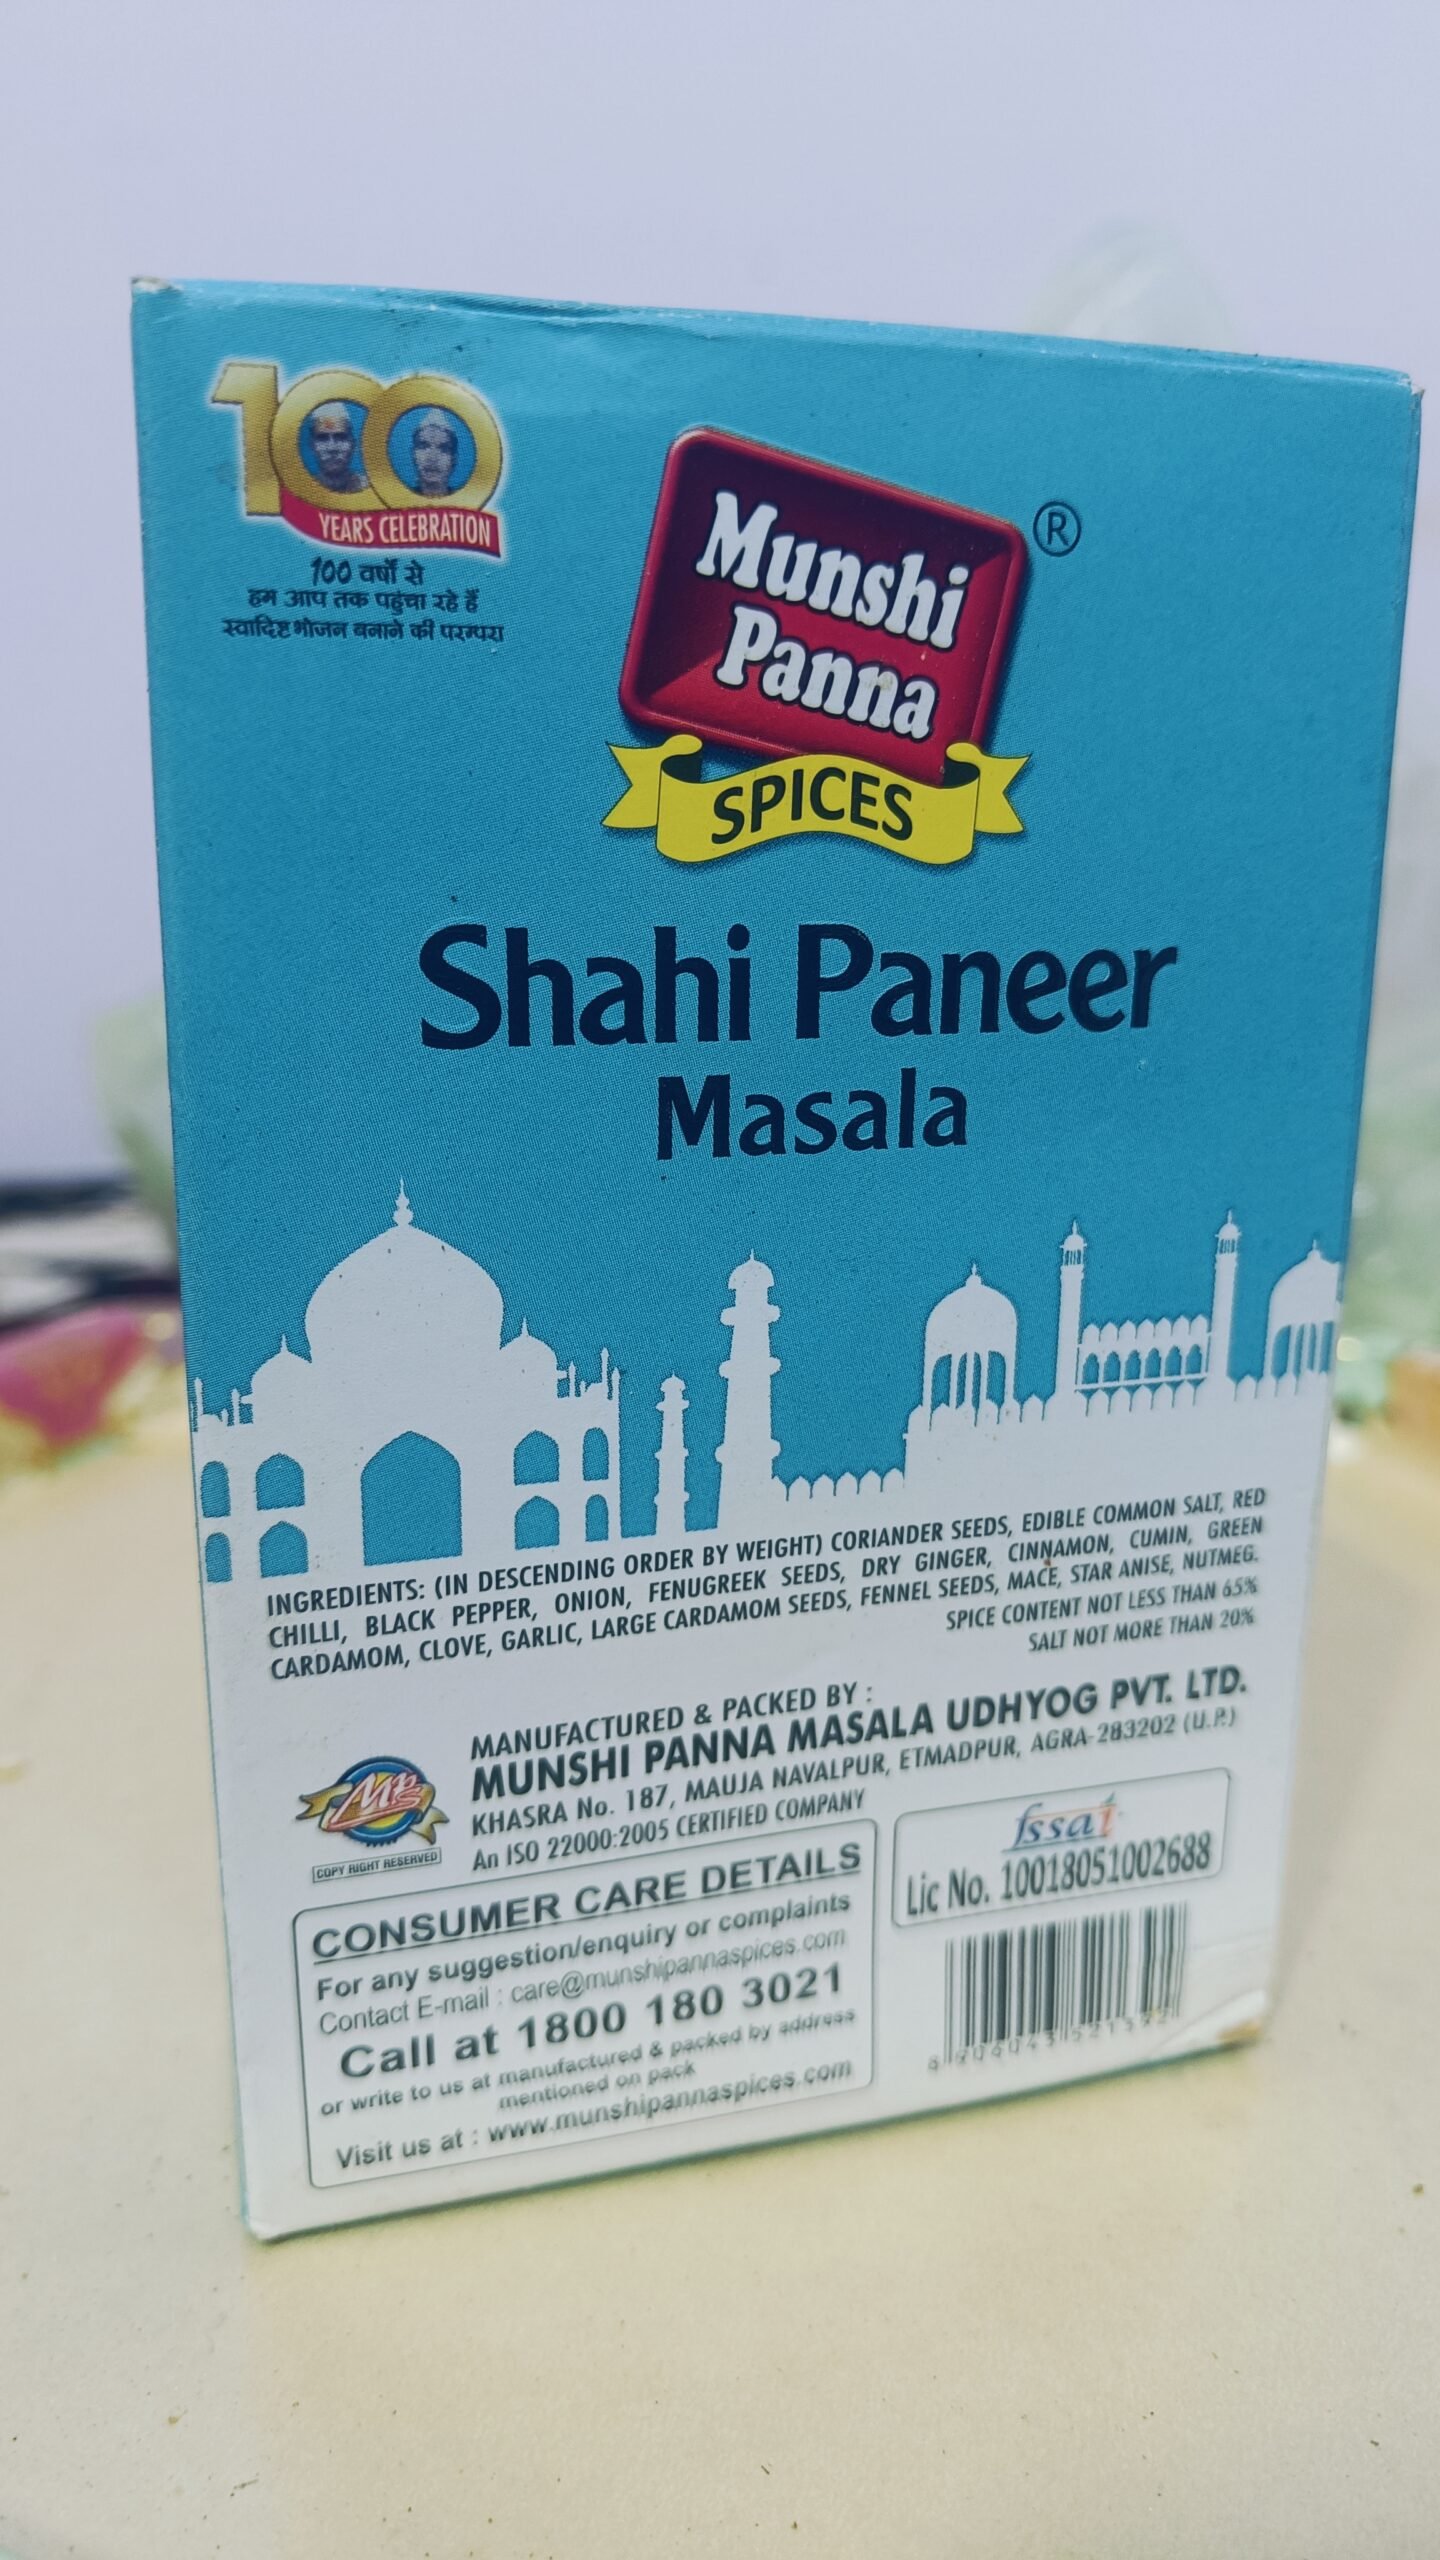 100
YEARS CELEBRATION
100 वर्षों से
हम आप तक पहुंचा रहे हैं
स्वादिष्ट भोजन बनाने की परम्परा
Munshi
Panna
®
SPICES
Shahi Paneer
Masala
INGREDIENTS: (IN DESCENDING ORDER BY WEIGHT) CORIANDER SEEDS, EDIBLE COMMON SALT, RED
CHILLI, BLACK PEPPER, ONION, FENUGREEK SEEDS, DRY GINGER, CINNAMON, CUMIN, GREEN
CARDAMOM, CLOVE, GARLIC, LARGE CARDAMOM SEEDS, FENNEL SEEDS, MACE, STAR ANISE, NUTMEG.
SPICE CONTENT NOT LESS THAN 65%
SALT NOT MORE THAN 20%
MANUFACTURED & PACKED BY :
MUNSHI PANNA MASALA UDHYOG PVT. LTD.
KHASRA No. 187, MAUJA NAVALPUR, ETMADPUR, AGRA-283202 (U.P.)
An ISO 22000:2005 CERTIFIED COMPANY
MPS
COPY RIGHT RESERVED
fssai
Lic No. 10018051002688
CONSUMER CARE DETAILS
For any suggestion/enquiry or complaints
Contact E-mail : care@munshipannaspices.com
Call at 1800 180 3021
or write to us at manufactured & packed by address
mentioned on pack
Visit us at : www.munshipannaspices.com